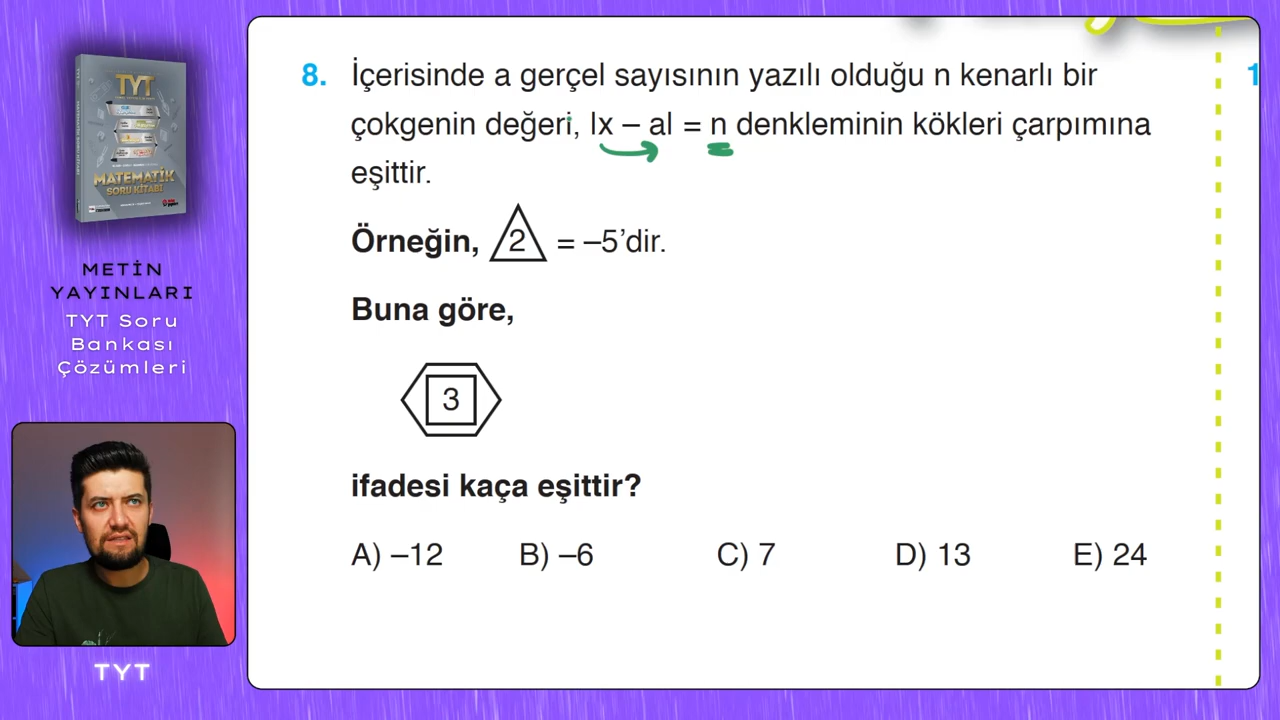 TYT
MATEMATİK
SORU KİTABI
METİN
YAYINLARI
TYT Soru
Bankası
Çözümleri
TYT
8. İçerisinde a gerçel sayısının yazılı olduğu n kenarlı bir
çokgenin değeri, lx – al = n denkleminin kökleri çarpımına
eşittir.
Örneğin, 2 = –5’dir.
Buna göre,
3
ifadesi kaça eşittir?
A) –12 B) –6 C) 7 D) 13 E) 24
1